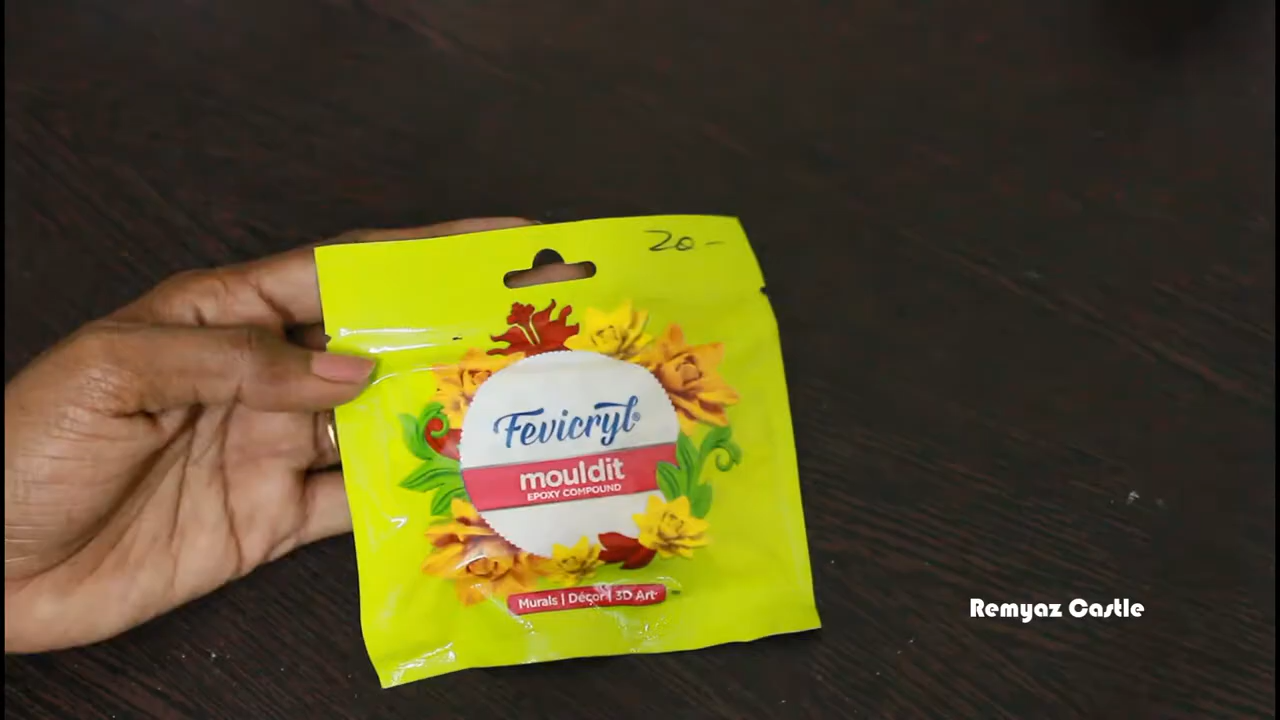 20-
Fevicryl®
mouldit
EPOXY COMPOUND
Murals | Décor | 3D Art
Remyaz Castle